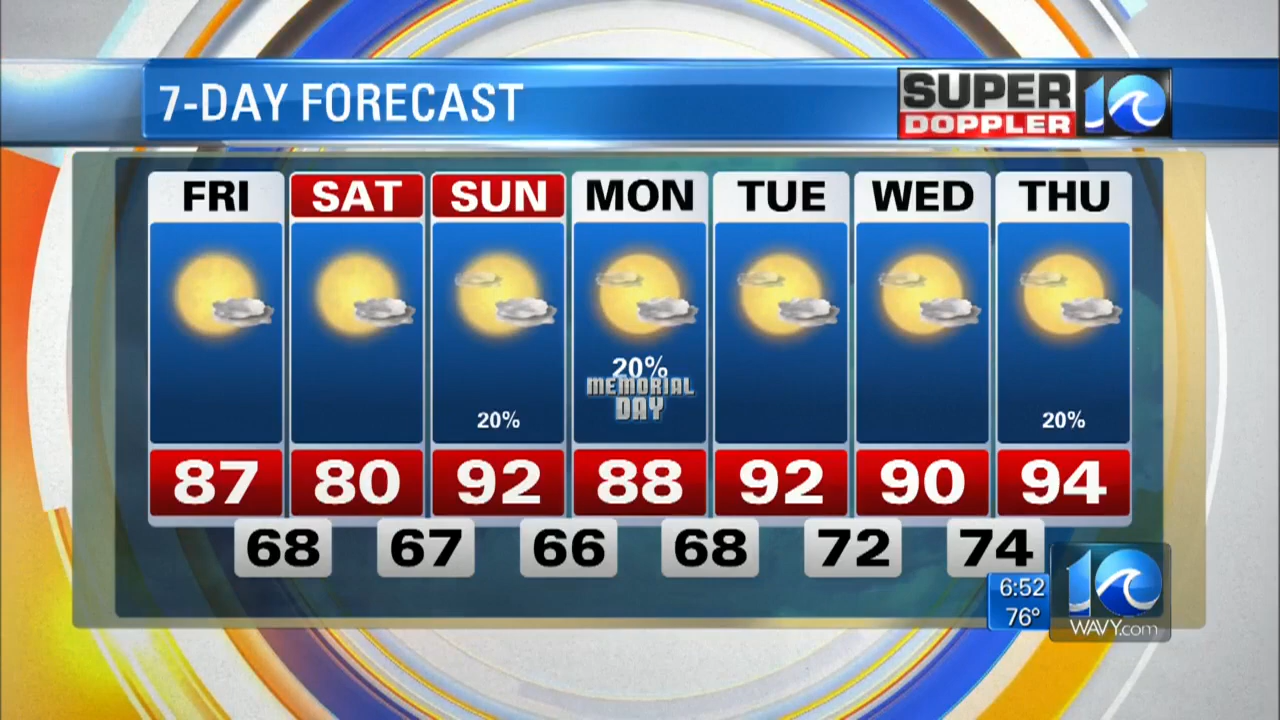 7-DAY FORECAST
SUPER
DOPPLER
10
FRI SAT SUN MON TUE WED THU
20%
MEMORIAL
DAY
20% 20%
87 80 92 88 92 90 94
68 67 66 68 72 74
6:52
76°
10
WAVY.com